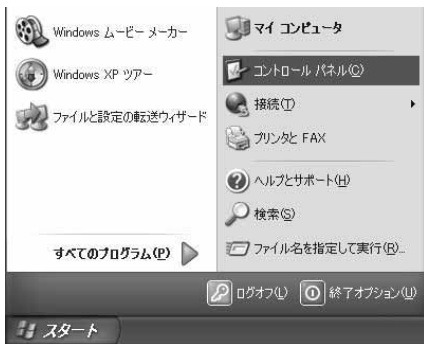 Windows ムービー メーカー
Windows XP ツアー
ファイルと設定の転送ウィザード
すべてのプログラム(P)
マイ コンピュータ
コントロール パネル(C)
接続(T)
プリンタと FAX
ヘルプとサポート(H)
検索(S)
ファイル名を指定して実行(R)...
ログオフ(L)
終了オプション(U)
スタート